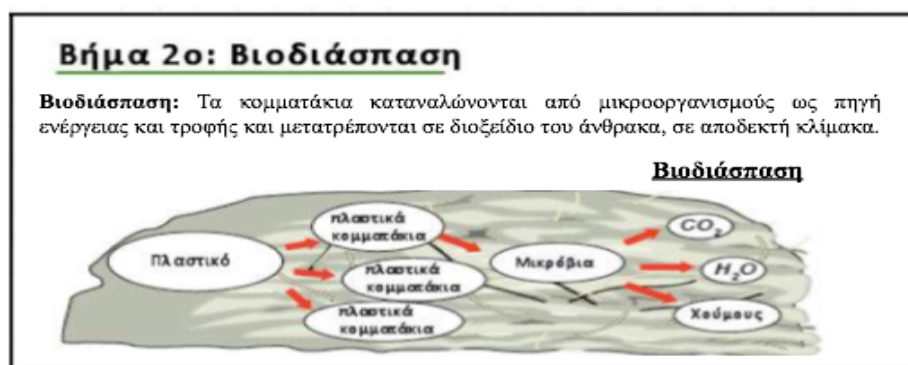 Βήμα 2ο: Βιοδιάσπαση
Βιοδιάσπαση: Τα κομματάκια καταναλώνονται από μικροοργανισμούς ως πηγή
ενέργειας και τροφής και μετατρέπονται σε διοξείδιο του άνθρακα, σε αποδεκτή κλίμακα.
Βιοδιάσπαση
Πλαστικό
πλαστικά
κομματάκια
πλαστικά
κομματάκια
πλαστικά
κομματάκια
Μικρόβια
CO₂
H₂O
Χούμους